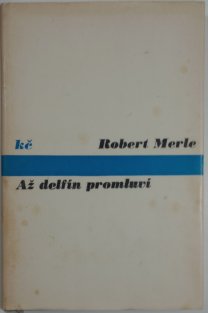 kč Robert Merle
Až delfín promluví